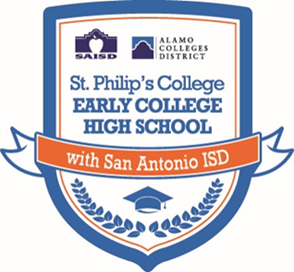 SAISD
ALAMO
COLLEGES
DISTRICT
St. Philip's College
EARLY COLLEGE
HIGH SCHOOL
with San Antonio ISD